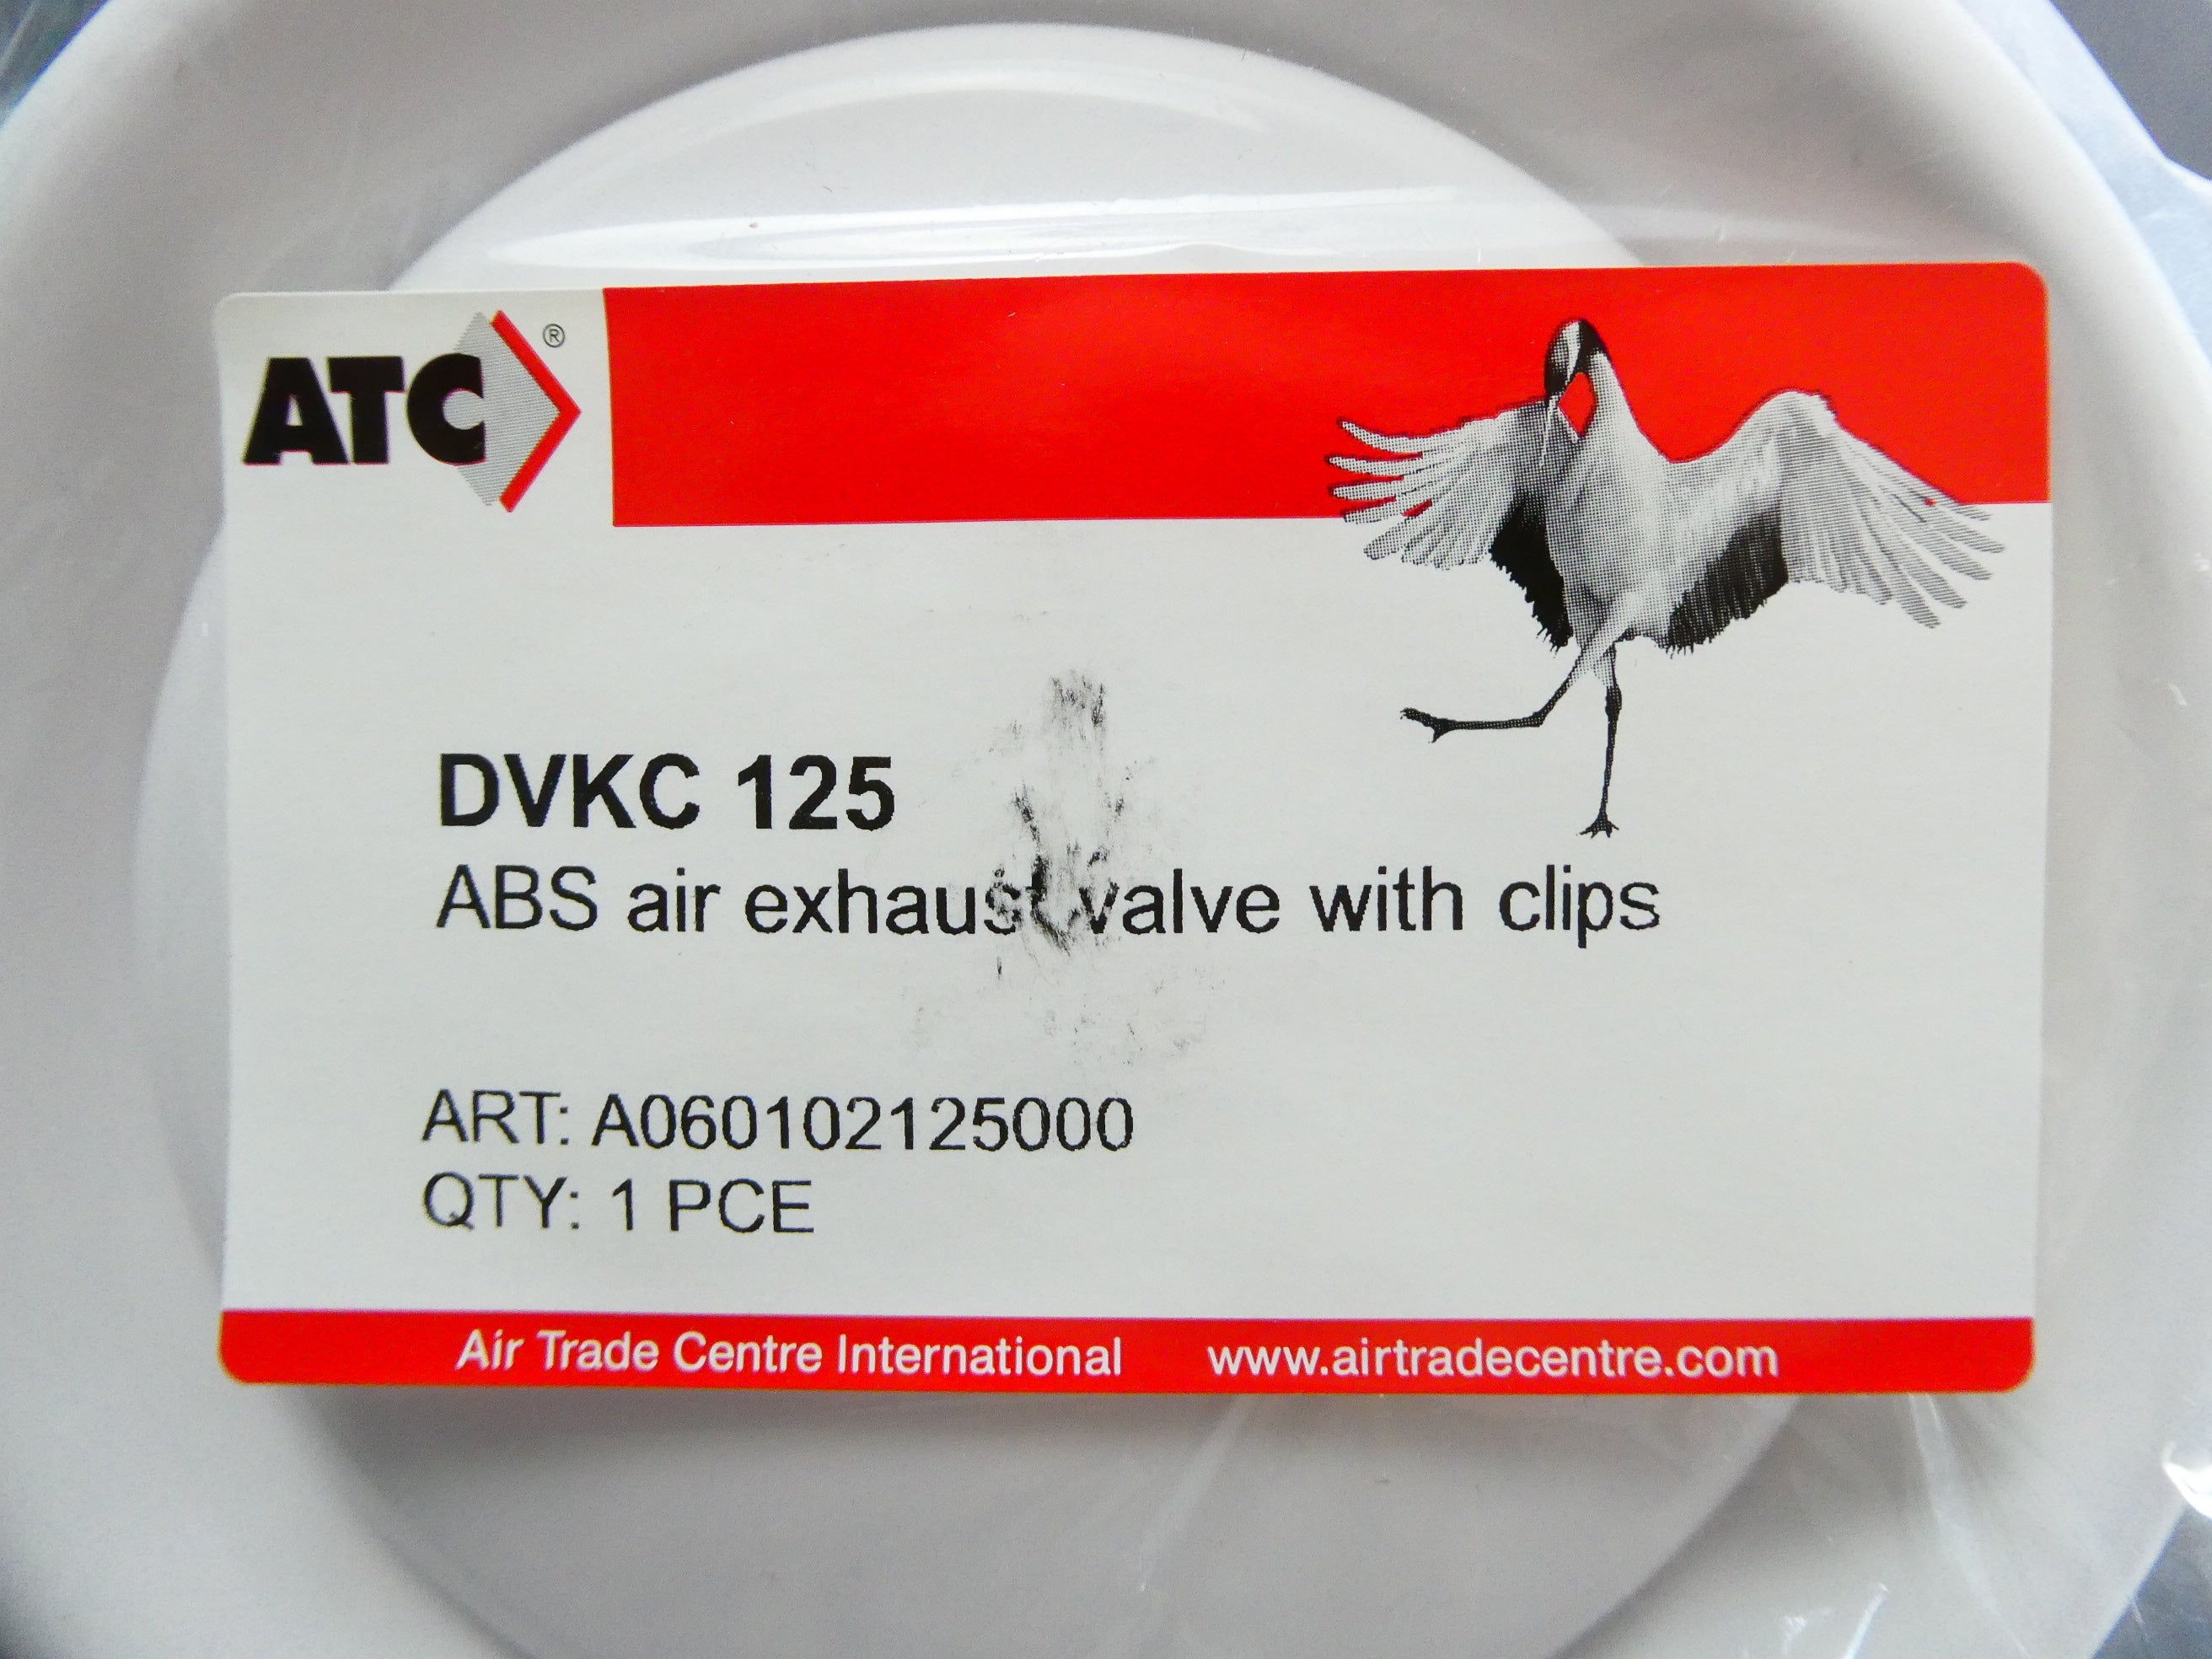 ATC®
DVKC 125
ABS air exhaust valve with clips
ART: A060102125000
QTY: 1 PCE
Air Trade Centre International www.airtradecentre.com